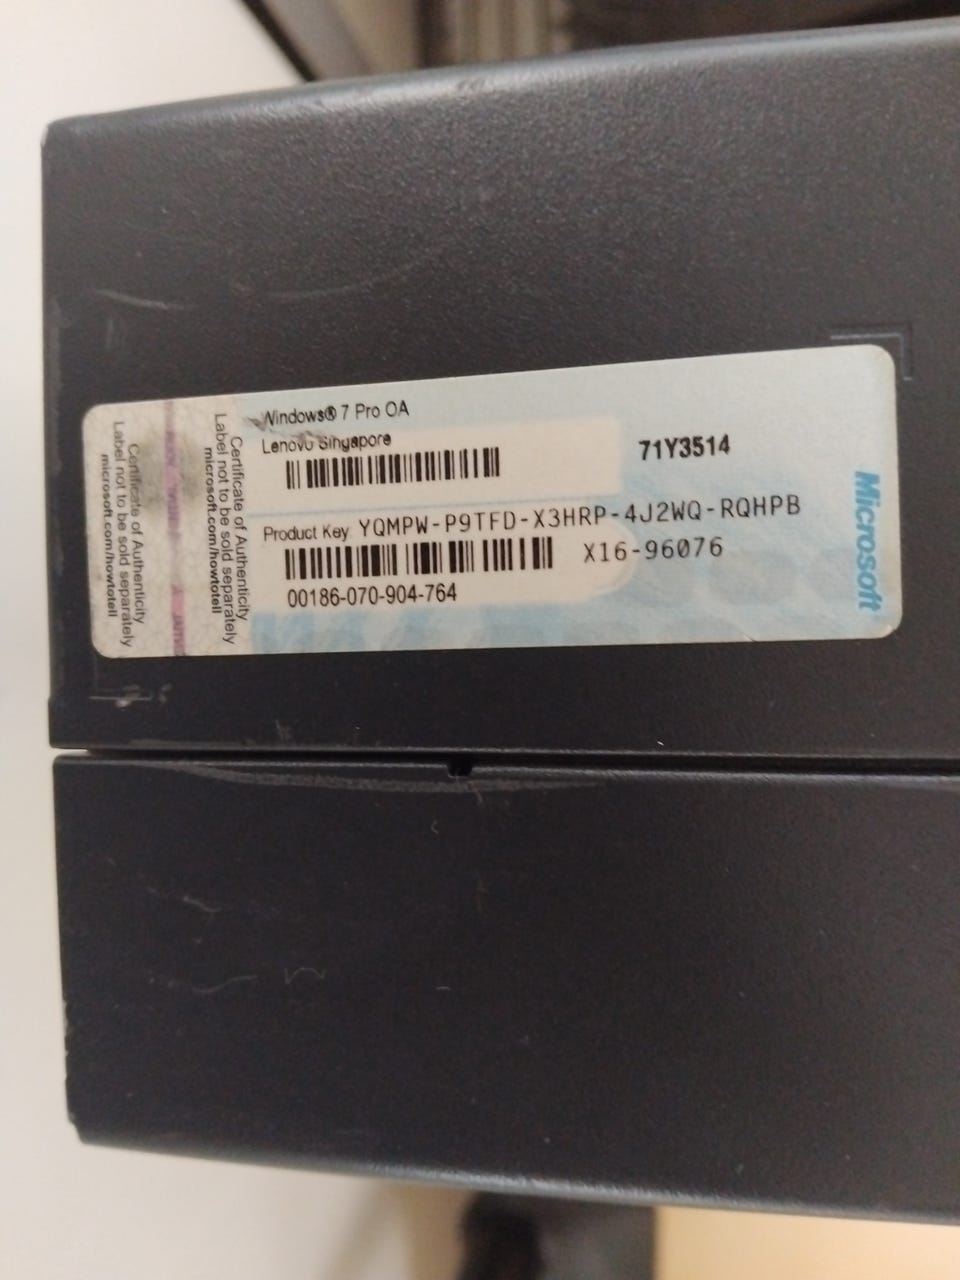 Windows® 7 Pro OA
Lenovo Singapore
71Y3514
Product Key: YQMPW-P9TFD-X3HRP-4J2WQ-RQHPB
X16-96076
00186-070-904-764
Microsoft
Certificate of Authenticity
Label not to be sold separately
microsoft.com/howtotell
Certificate of Authenticity
Label not to be sold separately
microsoft.com/howtotell